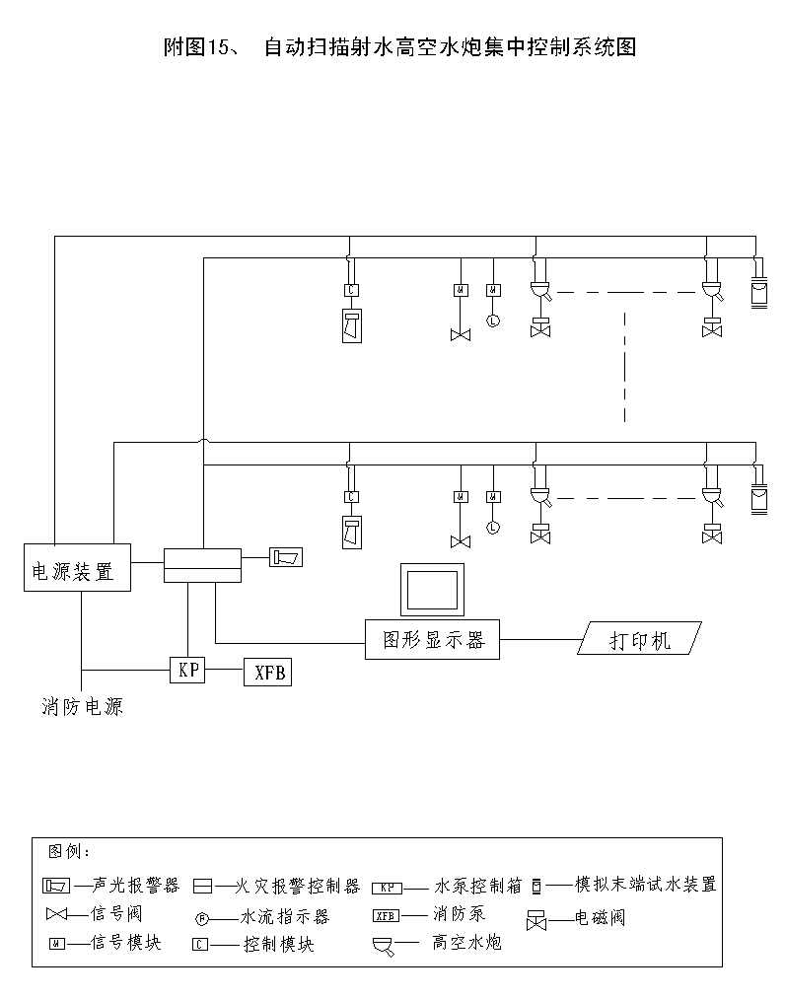 附图15、 自动扫描射水高空水炮集中控制系统图
C M M
L
C M M
L
电源装置
图形显示器 打印机
KP XFB
消防电源
图例：
声光报警器 火灾报警控制器 KP 水泵控制箱 模拟末端试水装置
信号阀 R 水流指示器 XFB 消防泵 电磁阀
M 信号模块 C 控制模块 高空水炮